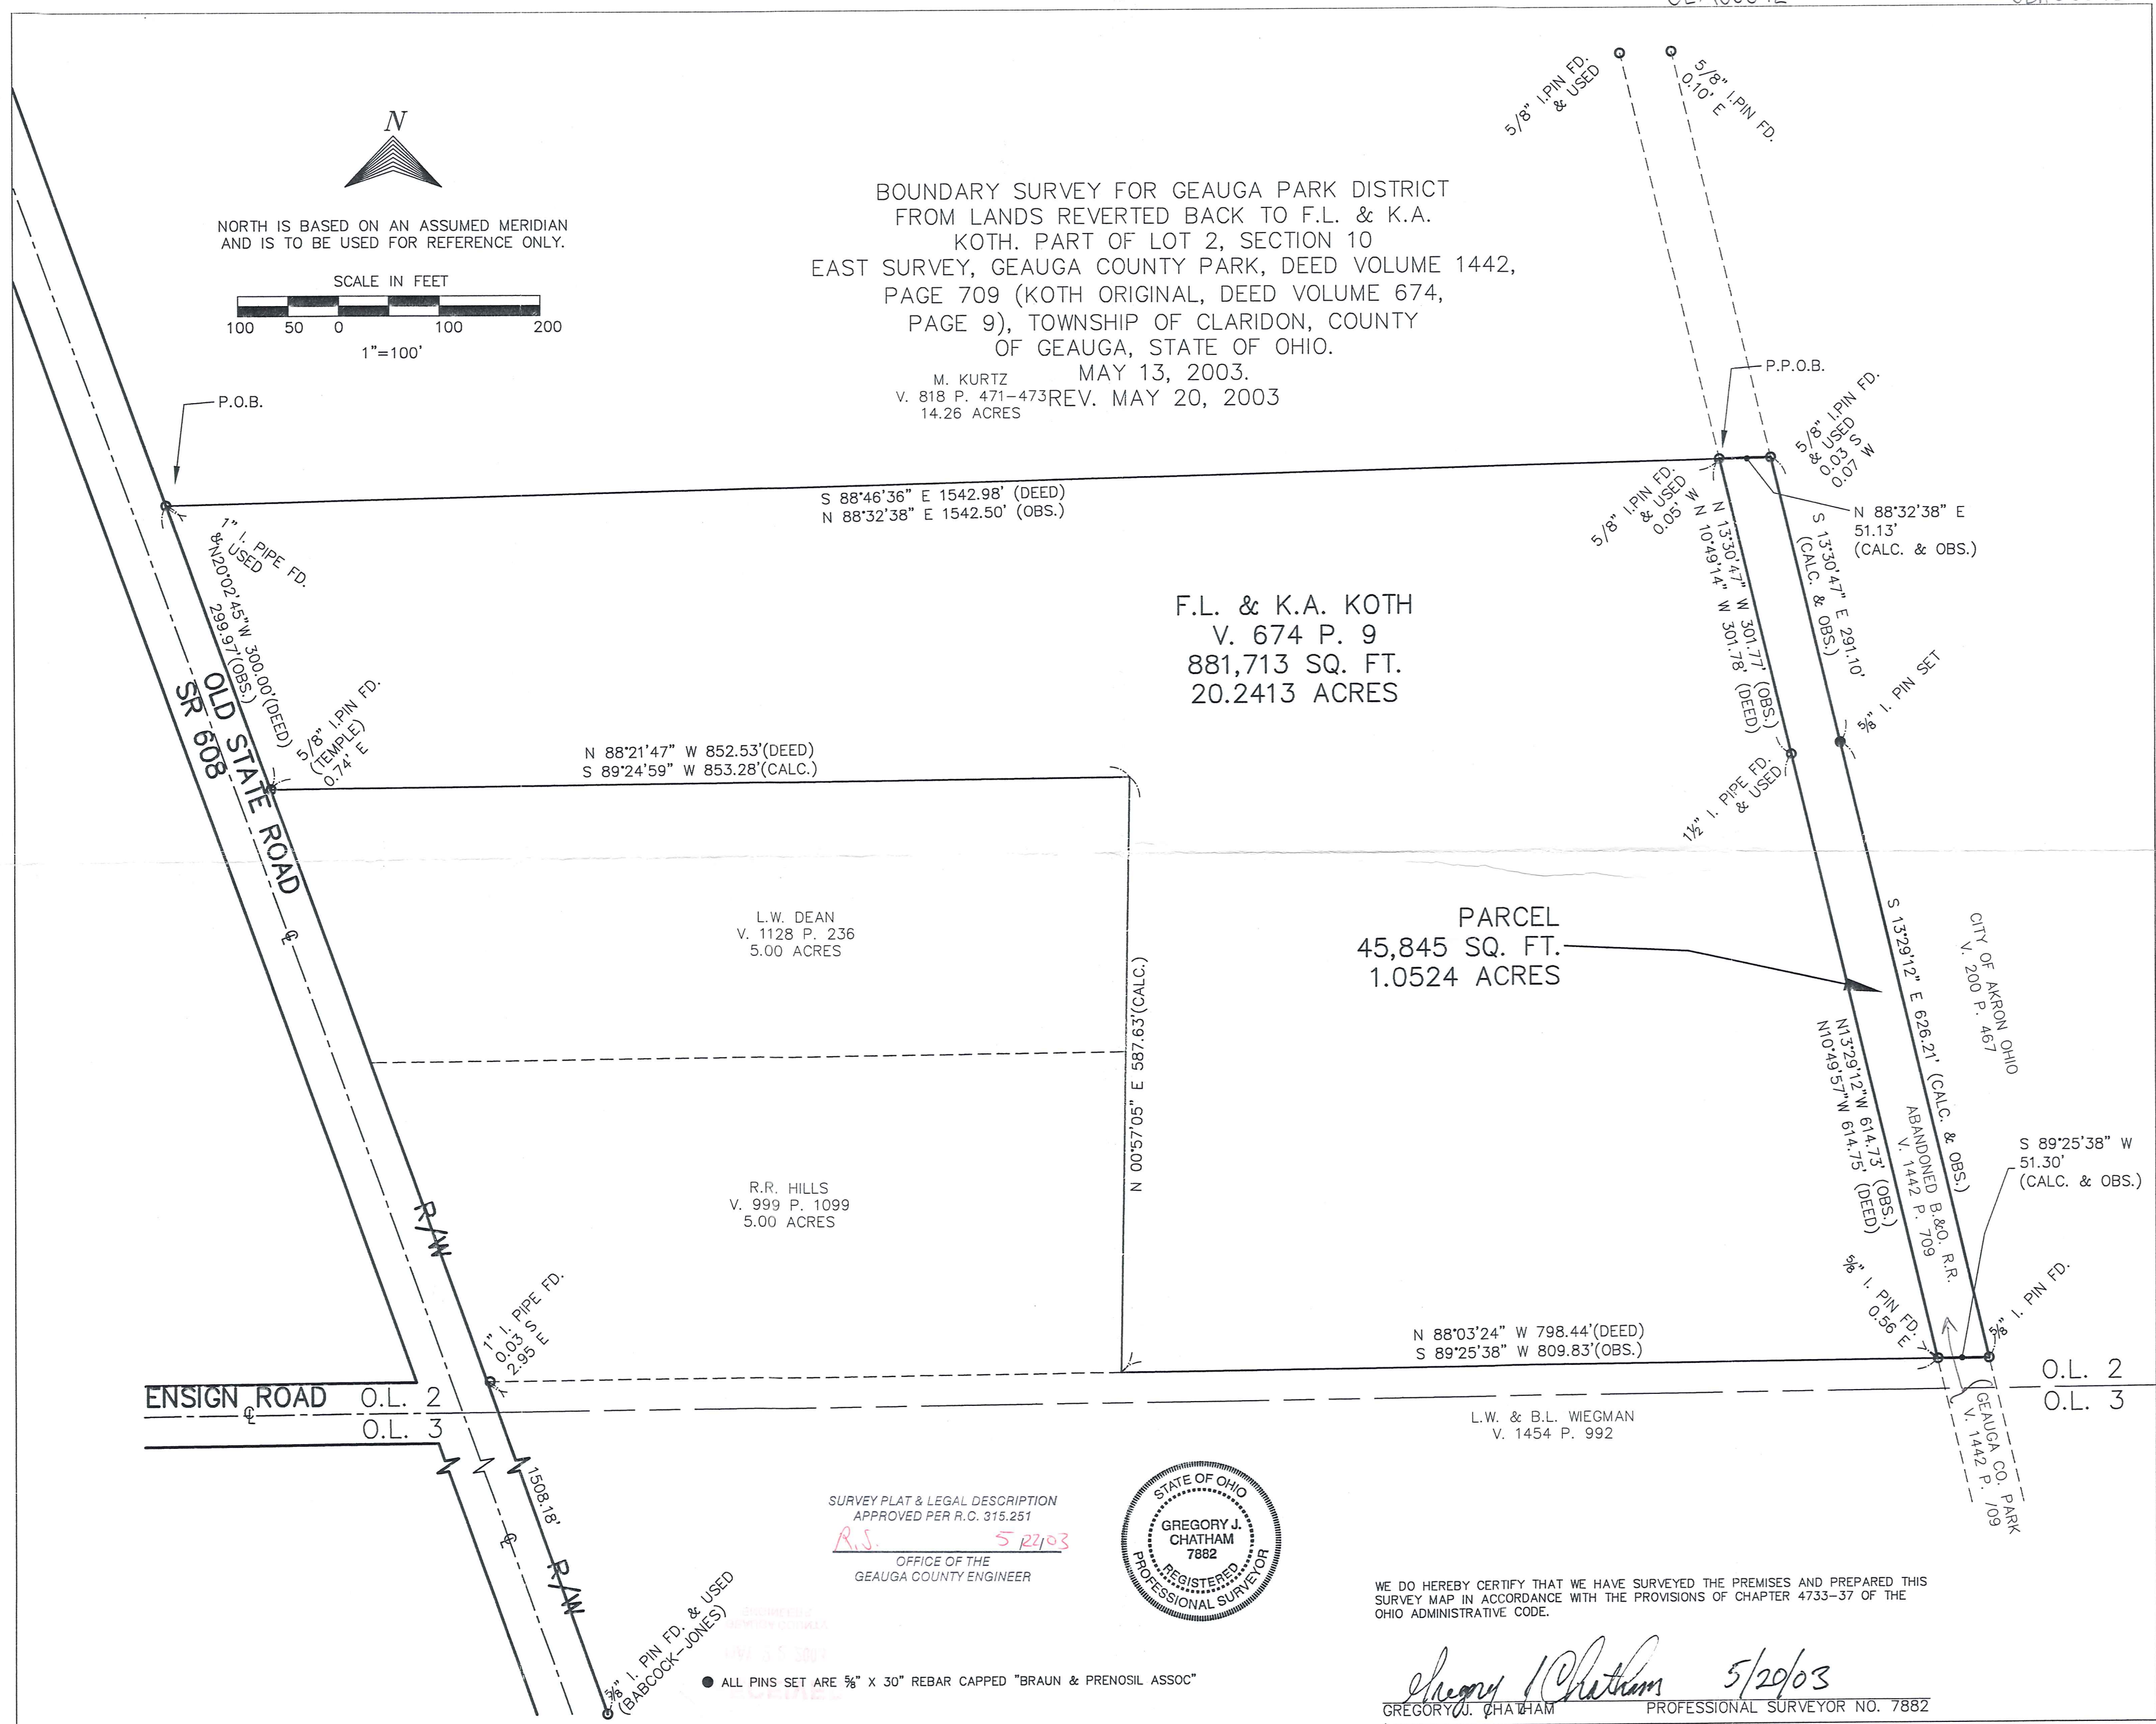 5/8" I.PIN FD.
& USED
5/8" I.PIN FD.
0.10' E
N
NORTH IS BASED ON AN ASSUMED MERIDIAN
AND IS TO BE USED FOR REFERENCE ONLY.
SCALE IN FEET
100 50 0 100 200
1"=100'
BOUNDARY SURVEY FOR GEAUGA PARK DISTRICT
FROM LANDS REVERTED BACK TO F.L. & K.A.
KOTH. PART OF LOT 2, SECTION 10
EAST SURVEY, GEAUGA COUNTY PARK, DEED VOLUME 1442,
PAGE 709 (KOTH ORIGINAL, DEED VOLUME 674,
PAGE 9), TOWNSHIP OF CLARIDON, COUNTY
OF GEAUGA, STATE OF OHIO.
MAY 13, 2003.
REV. MAY 20, 2003
M. KURTZ
V. 818 P. 471-473
14.26 ACRES
P.O.B.
P.P.O.B.
5/8" I.PIN FD.
& USED
0.03 S
0.07 W
S 88°46'36" E 1542.98' (DEED)
N 88°32'38" E 1542.50' (OBS.)
5/8" I.PIN FD.
& USED
0.05' W
N 88°32'38" E
51.13'
(CALC. & OBS.)
1" I. PIPE FD.
& USED
N20°02'45"W 300.00'(DEED)
299.97'(OBS.)
N 13°30'47" W 301.77' (OBS.)
N 10°49'14" W 301.78' (DEED)
S 13°30'47" E 291.10'
(CALC. & OBS.)
F.L. & K.A. KOTH
V. 674 P. 9
881,713 SQ. FT.
20.2413 ACRES
5/8" I. PIN SET
OLD STATE ROAD
SR 608
5/8" I.PIN FD.
(TEMPLE)
0.74' E
N 88°21'47" W 852.53'(DEED)
S 89°24'59" W 853.28'(CALC.)
1½" I. PIPE FD.
& USED
L.W. DEAN
V. 1128 P. 236
5.00 ACRES
PARCEL
45,845 SQ. FT.
1.0524 ACRES
S 13°29'12" E 626.21' (CALC. & OBS.)
CITY OF AKRON OHIO
V. 200 P. 467
N 00°57'05" E 587.63'(CALC.)
N13°29'12"W 614.73' (OBS.)
N10°49'57"W 614.75' (DEED)
ABANDONED B.&O. R.R.
V. 1442 P. 709
S 89°25'38" W
51.30'
(CALC. & OBS.)
R.R. HILLS
V. 999 P. 1099
5.00 ACRES
R/W
1" I. PIPE FD.
0.03 S
2.95 E
5/8" I. PIN FD.
0.56 E
5/8" I. PIN FD.
N 88°03'24" W 798.44'(DEED)
S 89°25'38" W 809.83'(OBS.)
ENSIGN ROAD
O.L. 2
O.L. 3
O.L. 2
O.L. 3
L.W. & B.L. WIEGMAN
V. 1454 P. 992
GEAUGA CO. PARK
V. 1442 P. 709
1508.18'
R/W
5/8" I. PIN FD. & USED
(BABCOCK-JONES)
SURVEY PLAT & LEGAL DESCRIPTION
APPROVED PER R.C. 315.251
R.S. 5/22/03
OFFICE OF THE
GEAUGA COUNTY ENGINEER
STATE OF OHIO
GREGORY J.
CHATHAM
7882
REGISTERED
PROFESSIONAL SURVEYOR
ALL PINS SET ARE 5/8" X 30" REBAR CAPPED "BRAUN & PRENOSIL ASSOC"
WE DO HEREBY CERTIFY THAT WE HAVE SURVEYED THE PREMISES AND PREPARED THIS
SURVEY MAP IN ACCORDANCE WITH THE PROVISIONS OF CHAPTER 4733-37 OF THE
OHIO ADMINISTRATIVE CODE.
Gregory J Chatham 5/20/03
GREGORY J. CHATHAM PROFESSIONAL SURVEYOR NO. 7882